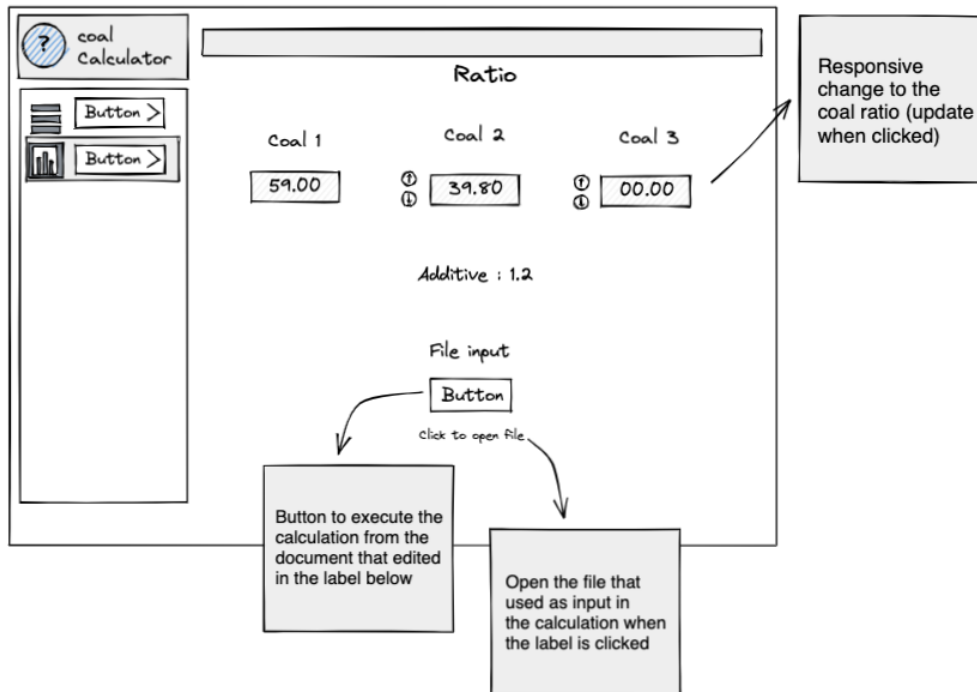 ?
coal
Calculator
Button >
Button >
Ratio
Coal 1
Coal 2
Coal 3
59.00
39.80
00.00
Responsive
change to the
coal ratio (update
when clicked)
Additive : 1.2
File input
Button
Click to open file
Button to execute the
calculation from the
document that edited
in the label below
Open the file that
used as input in
the calculation when
the label is clicked